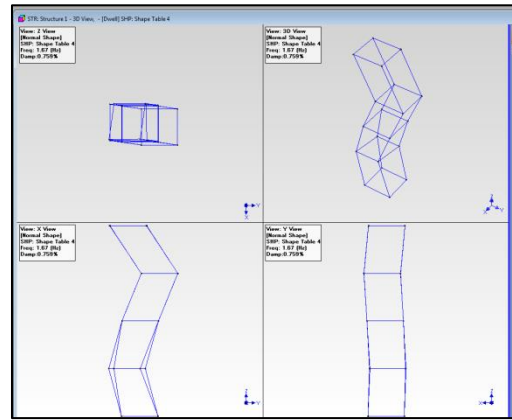 STR: Structure 1 - 3D View, - [Dwell] SHP: Shape Table 4
View: Z View
[Normal Shape]
SHP: Shape Table 4
Freq: 1.67 (Hz)
Damp:0.759%
Y
X
View: 3D View
[Normal Shape]
SHP: Shape Table 4
Freq: 1.67 (Hz)
Damp:0.759%
Z
X
Y
View: X View
[Normal Shape]
SHP: Shape Table 4
Freq: 1.67 (Hz)
Damp:0.759%
Z
Y
View: Y View
[Normal Shape]
SHP: Shape Table 4
Freq: 1.67 (Hz)
Damp:0.759%
Z
X